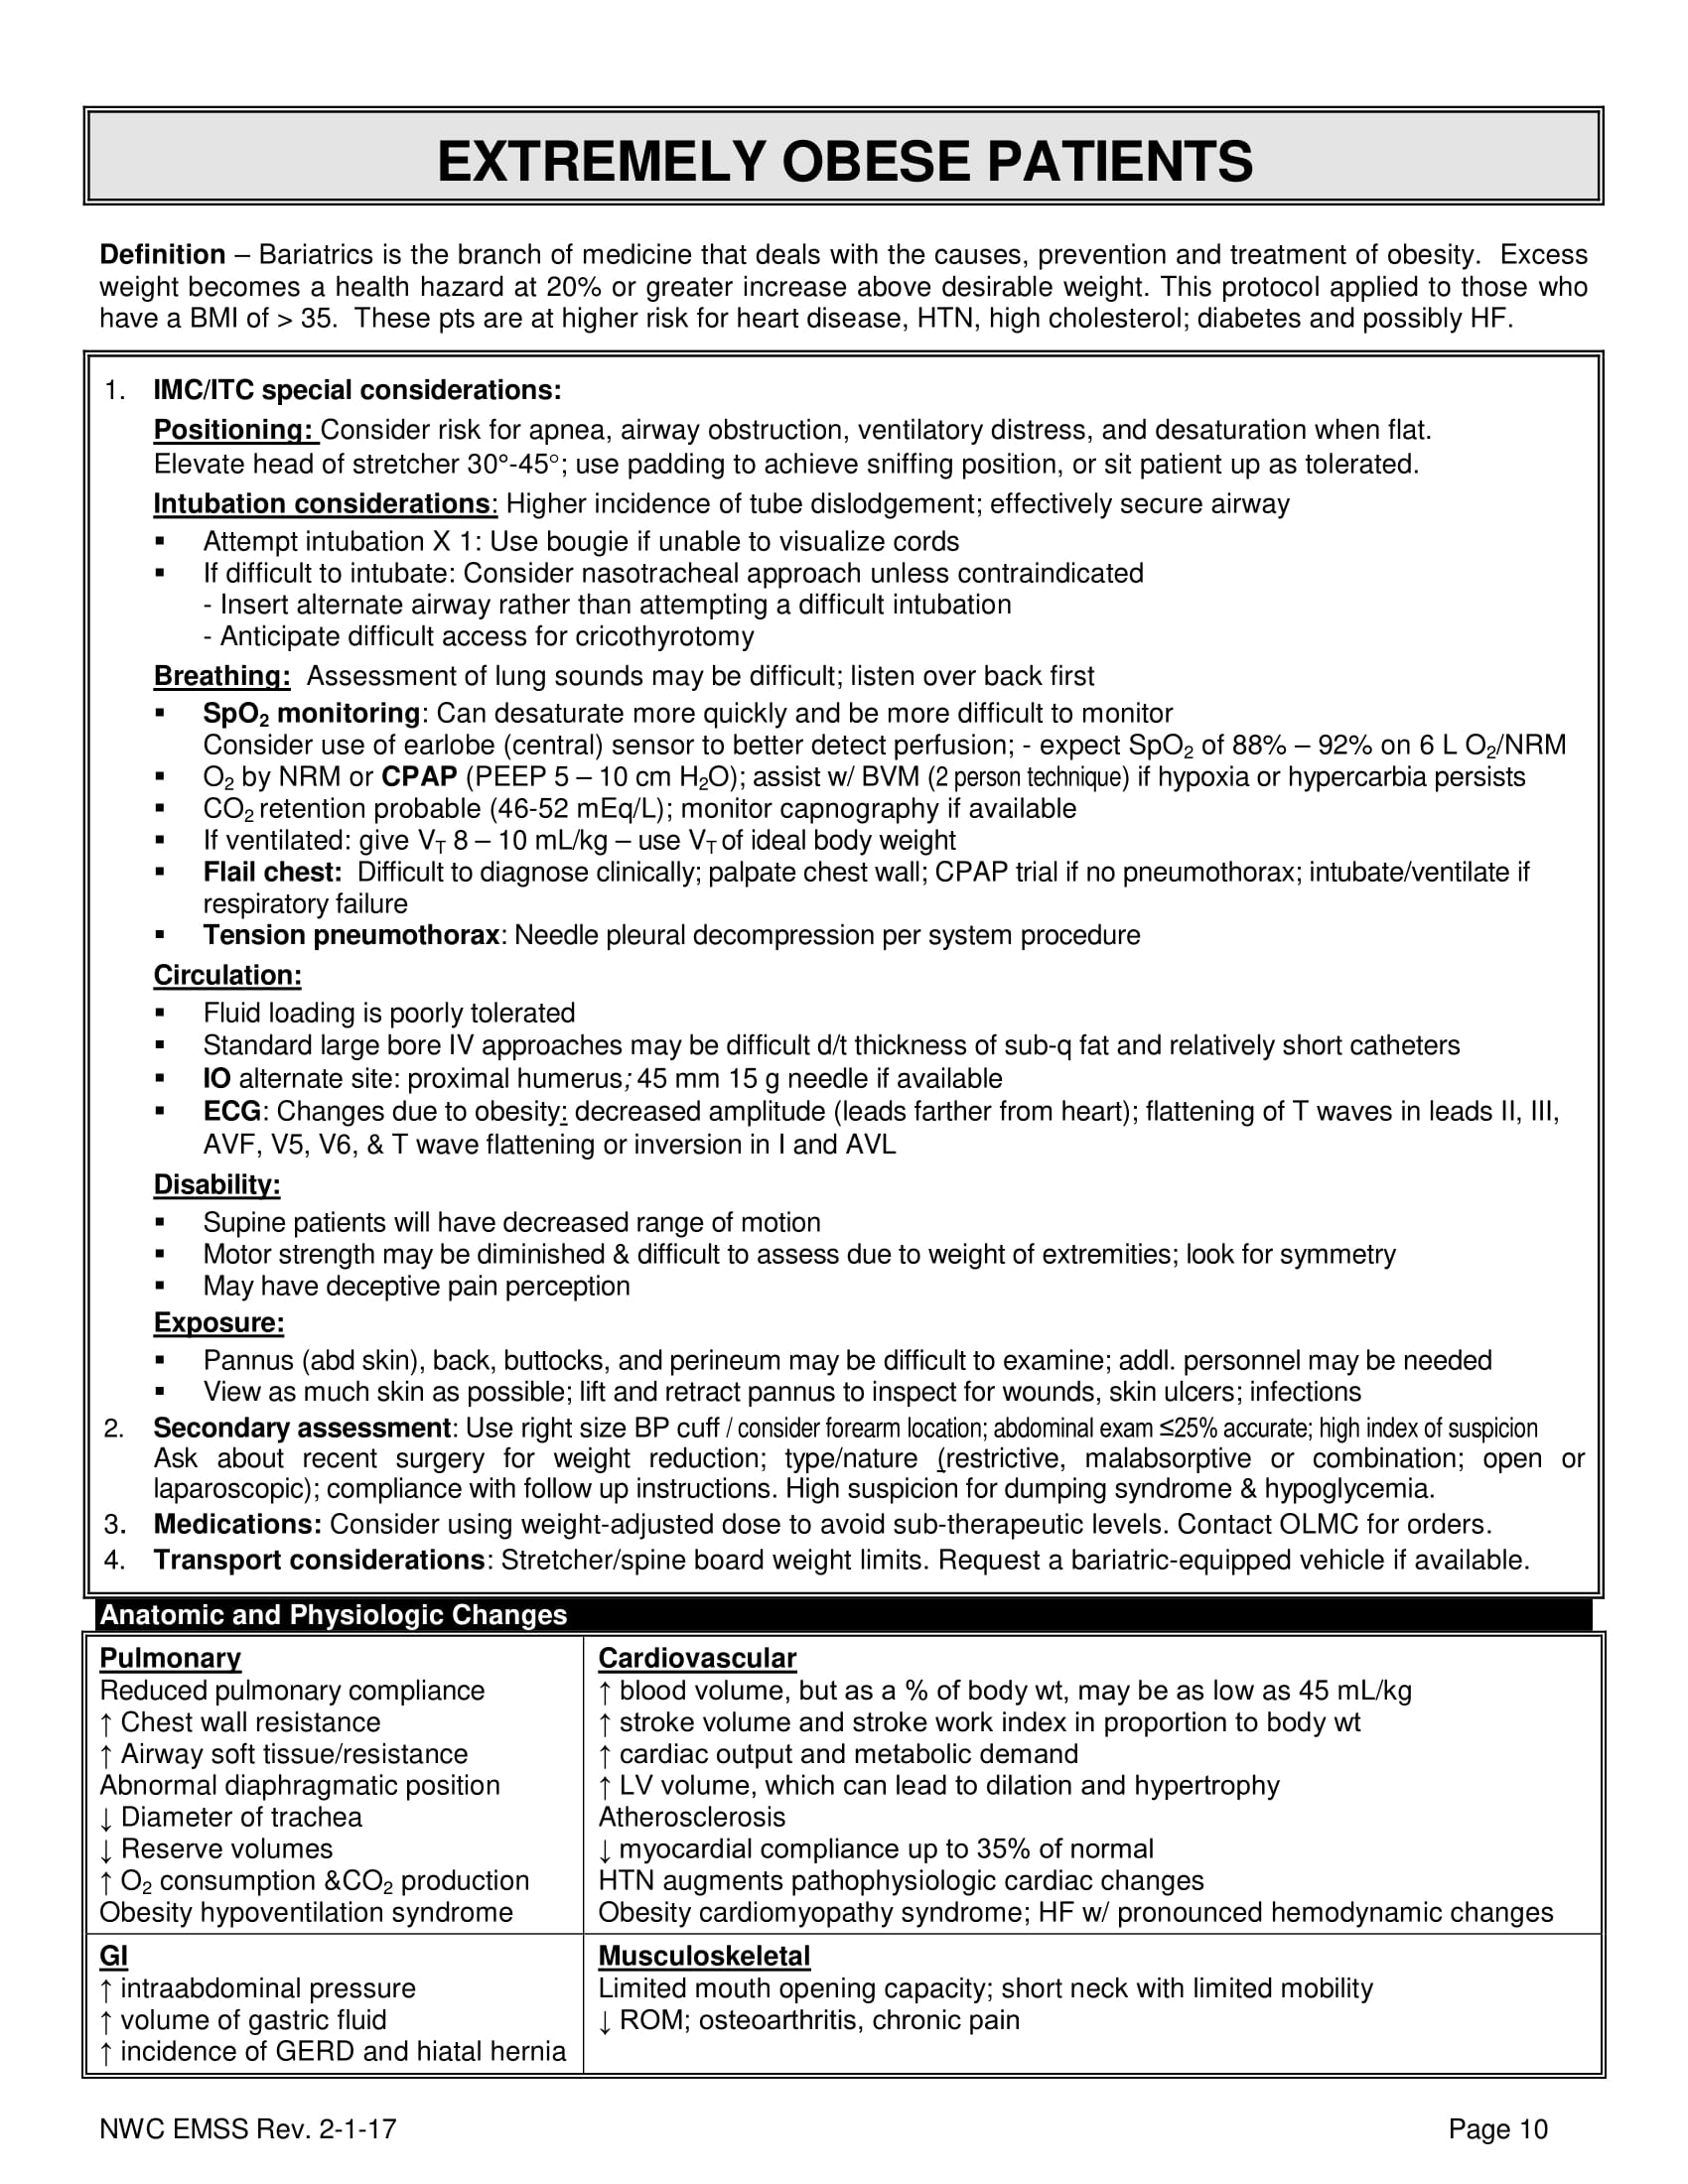 EXTREMELY OBESE PATIENTS
Definition – Bariatrics is the branch of medicine that deals with the causes, prevention and treatment of obesity. Excess
weight becomes a health hazard at 20% or greater increase above desirable weight. This protocol applied to those who
have a BMI of > 35. These pts are at higher risk for heart disease, HTN, high cholesterol; diabetes and possibly HF.
1. IMC/ITC special considerations:
Positioning: Consider risk for apnea, airway obstruction, ventilatory distress, and desaturation when flat.
Elevate head of stretcher 30°-45°; use padding to achieve sniffing position, or sit patient up as tolerated.
Intubation considerations: Higher incidence of tube dislodgement; effectively secure airway
▪ Attempt intubation X 1: Use bougie if unable to visualize cords
▪ If difficult to intubate: Consider nasotracheal approach unless contraindicated
- Insert alternate airway rather than attempting a difficult intubation
- Anticipate difficult access for cricothyrotomy
Breathing: Assessment of lung sounds may be difficult; listen over back first
▪ SpO2 monitoring: Can desaturate more quickly and be more difficult to monitor
Consider use of earlobe (central) sensor to better detect perfusion; - expect SpO2 of 88% – 92% on 6 L O2/NRM
▪ O2 by NRM or CPAP (PEEP 5 – 10 cm H2O); assist w/ BVM (2 person technique) if hypoxia or hypercarbia persists
▪ CO2 retention probable (46-52 mEq/L); monitor capnography if available
▪ If ventilated: give VT 8 – 10 mL/kg – use VT of ideal body weight
▪ Flail chest: Difficult to diagnose clinically; palpate chest wall; CPAP trial if no pneumothorax; intubate/ventilate if
respiratory failure
▪ Tension pneumothorax: Needle pleural decompression per system procedure
Circulation:
▪ Fluid loading is poorly tolerated
▪ Standard large bore IV approaches may be difficult d/t thickness of sub-q fat and relatively short catheters
▪ IO alternate site: proximal humerus; 45 mm 15 g needle if available
▪ ECG: Changes due to obesity: decreased amplitude (leads farther from heart); flattening of T waves in leads II, III,
AVF, V5, V6, & T wave flattening or inversion in I and AVL
Disability:
▪ Supine patients will have decreased range of motion
▪ Motor strength may be diminished & difficult to assess due to weight of extremities; look for symmetry
▪ May have deceptive pain perception
Exposure:
▪ Pannus (abd skin), back, buttocks, and perineum may be difficult to examine; addl. personnel may be needed
▪ View as much skin as possible; lift and retract pannus to inspect for wounds, skin ulcers; infections
2. Secondary assessment: Use right size BP cuff / consider forearm location; abdominal exam ≤25% accurate; high index of suspicion
Ask about recent surgery for weight reduction; type/nature (restrictive, malabsorptive or combination; open or
laparoscopic); compliance with follow up instructions. High suspicion for dumping syndrome & hypoglycemia.
3. Medications: Consider using weight-adjusted dose to avoid sub-therapeutic levels. Contact OLMC for orders.
4. Transport considerations: Stretcher/spine board weight limits. Request a bariatric-equipped vehicle if available.
Anatomic and Physiologic Changes
Pulmonary
Reduced pulmonary compliance
↑ Chest wall resistance
↑ Airway soft tissue/resistance
Abnormal diaphragmatic position
↓ Diameter of trachea
↓ Reserve volumes
↑ O2 consumption &CO2 production
Obesity hypoventilation syndrome
Cardiovascular
↑ blood volume, but as a % of body wt, may be as low as 45 mL/kg
↑ stroke volume and stroke work index in proportion to body wt
↑ cardiac output and metabolic demand
↑ LV volume, which can lead to dilation and hypertrophy
Atherosclerosis
↓ myocardial compliance up to 35% of normal
HTN augments pathophysiologic cardiac changes
Obesity cardiomyopathy syndrome; HF w/ pronounced hemodynamic changes
GI
↑ intraabdominal pressure
↑ volume of gastric fluid
↑ incidence of GERD and hiatal hernia
Musculoskeletal
Limited mouth opening capacity; short neck with limited mobility
↓ ROM; osteoarthritis, chronic pain
NWC EMSS Rev. 2-1-17
Page 10